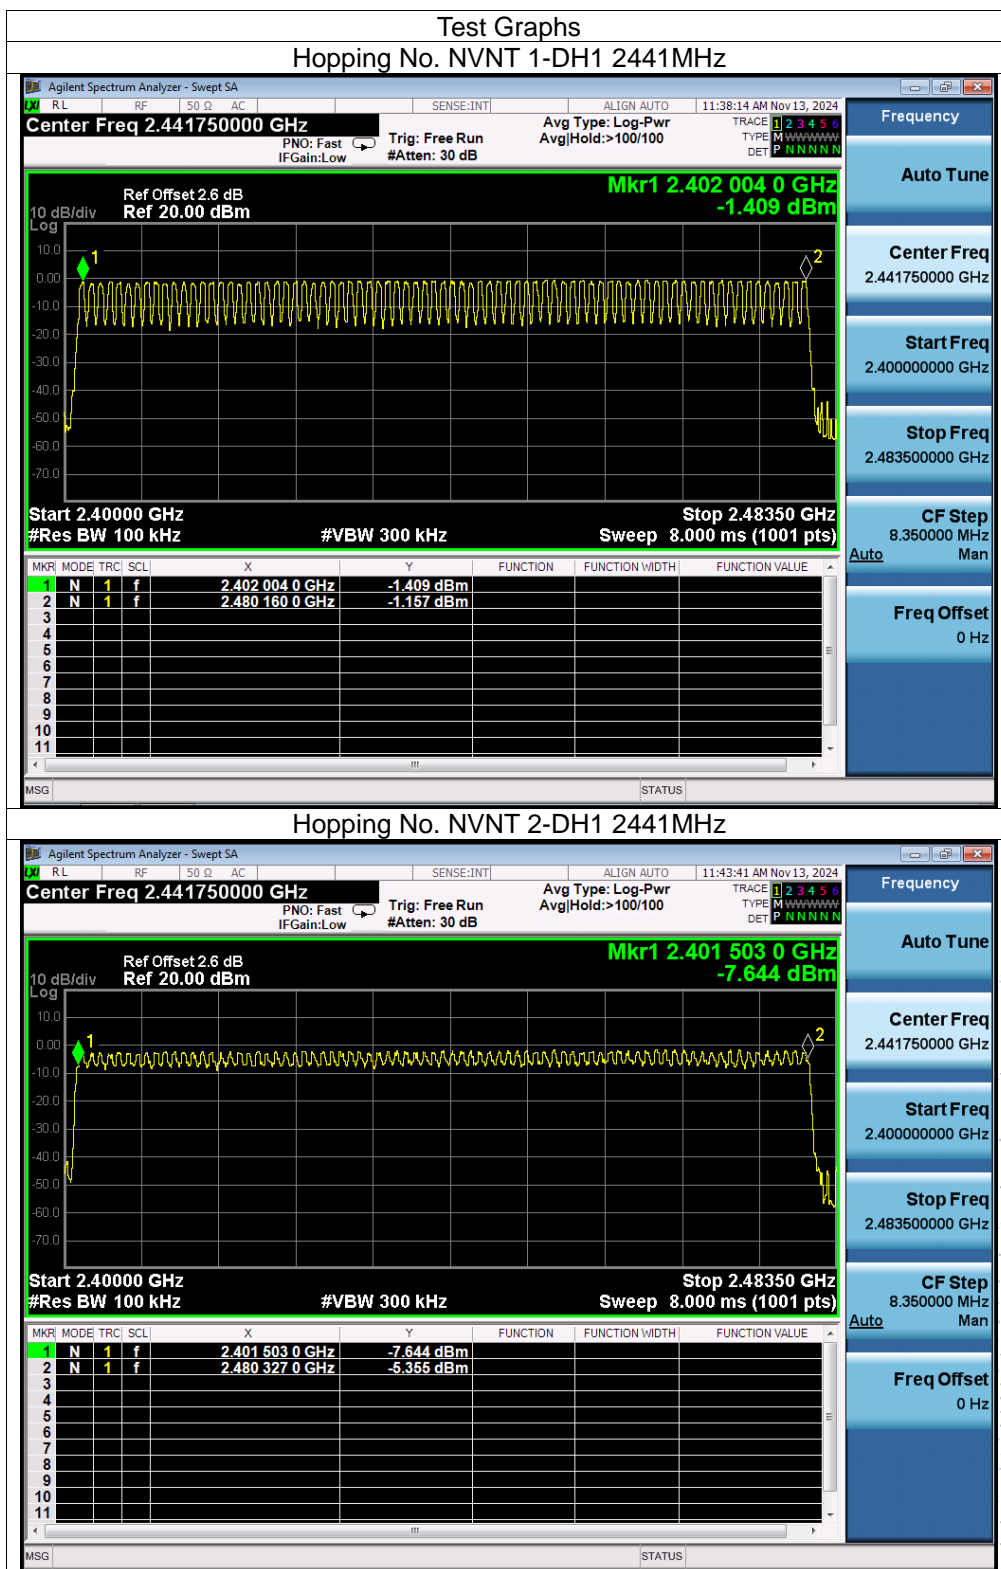 Test Graphs
Hopping No. NVNT 1-DH1 2441MHz
Agilent Spectrum Analyzer - Swept SA
LXI RL RF 50 Ω AC SENSE:INT ALIGN AUTO 11:38:14 AM Nov 13, 2024
Center Freq 2.441750000 GHz
PNO: Fast
IFGain:Low
Trig: Free Run
#Atten: 30 dB
Avg Type: Log-Pwr
Avg|Hold:>100/100
TRACE 1 2 3 4 5 6
TYPE M W W W W W
DET P N N N N N
Ref Offset 2.6 dB
10 dB/div Ref 20.00 dBm
Log
Mkr1 2.402 004 0 GHz
-1.409 dBm
10.0
0.00
-10.0
-20.0
-30.0
-40.0
-50.0
-60.0
-70.0
1
2
Start 2.40000 GHz Stop 2.48350 GHz
#Res BW 100 kHz #VBW 300 kHz Sweep 8.000 ms (1001 pts)
MKR MODE TRC SCL X Y FUNCTION FUNCTION WIDTH FUNCTION VALUE
1 N 1 f 2.402 004 0 GHz -1.409 dBm
2 N 1 f 2.480 160 0 GHz -1.157 dBm
3
4
5
6
7
8
9
10
11
MSG STATUS
Frequency
Auto Tune
Center Freq
2.441750000 GHz
Start Freq
2.400000000 GHz
Stop Freq
2.483500000 GHz
CF Step
8.350000 MHz
Auto Man
Freq Offset
0 Hz
Hopping No. NVNT 2-DH1 2441MHz
Agilent Spectrum Analyzer - Swept SA
LXI RL RF 50 Ω AC SENSE:INT ALIGN AUTO 11:43:41 AM Nov 13, 2024
Center Freq 2.441750000 GHz
PNO: Fast
IFGain:Low
Trig: Free Run
#Atten: 30 dB
Avg Type: Log-Pwr
Avg|Hold:>100/100
TRACE 1 2 3 4 5 6
TYPE M W W W W W
DET P N N N N N
Ref Offset 2.6 dB
10 dB/div Ref 20.00 dBm
Log
Mkr1 2.401 503 0 GHz
-7.644 dBm
10.0
0.00
-10.0
-20.0
-30.0
-40.0
-50.0
-60.0
-70.0
1
2
Start 2.40000 GHz Stop 2.48350 GHz
#Res BW 100 kHz #VBW 300 kHz Sweep 8.000 ms (1001 pts)
MKR MODE TRC SCL X Y FUNCTION FUNCTION WIDTH FUNCTION VALUE
1 N 1 f 2.401 503 0 GHz -7.644 dBm
2 N 1 f 2.480 327 0 GHz -5.355 dBm
3
4
5
6
7
8
9
10
11
MSG STATUS
Frequency
Auto Tune
Center Freq
2.441750000 GHz
Start Freq
2.400000000 GHz
Stop Freq
2.483500000 GHz
CF Step
8.350000 MHz
Auto Man
Freq Offset
0 Hz